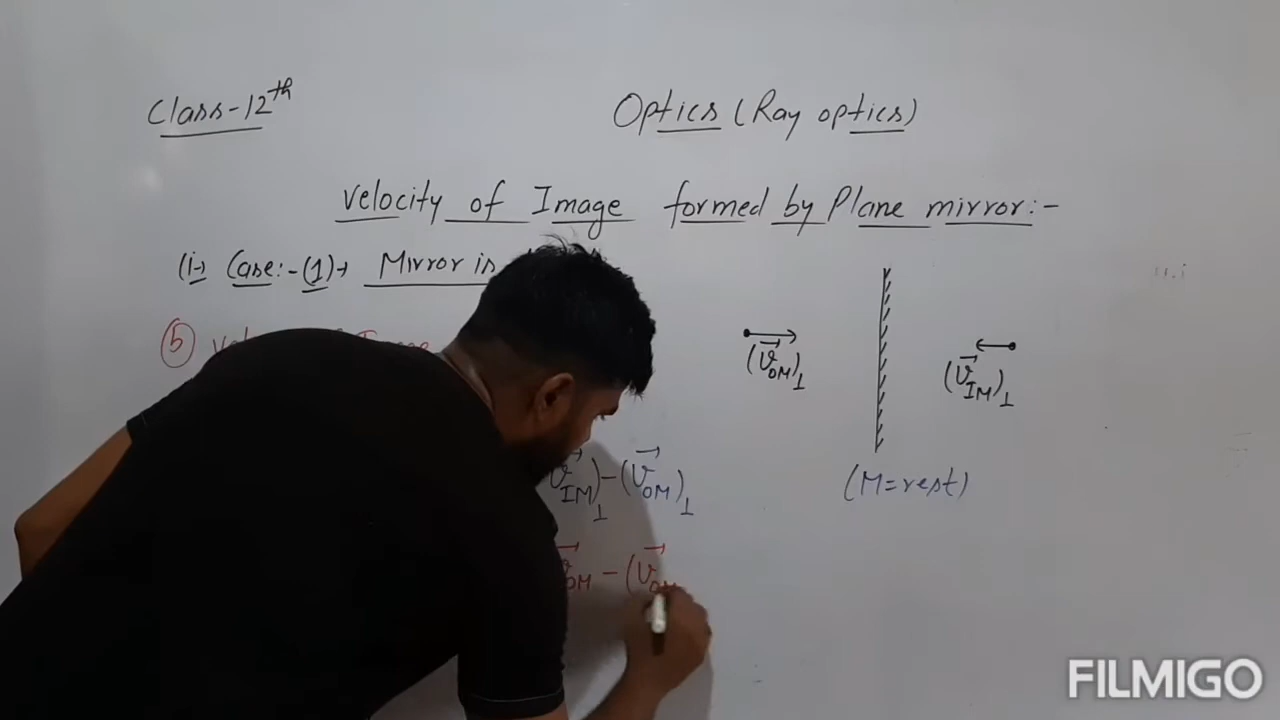 Class-12th
Optics (Ray optics)
Velocity of Image formed by Plane mirror:-
(i→) Case:-(1)→ Mirror is
(V⃗OM)⊥
(V⃗IM)⊥
(M=rest)
5
V⃗IM)⊥ - (V⃗OM)⊥
V⃗OM - (V⃗OM
FILMIGO